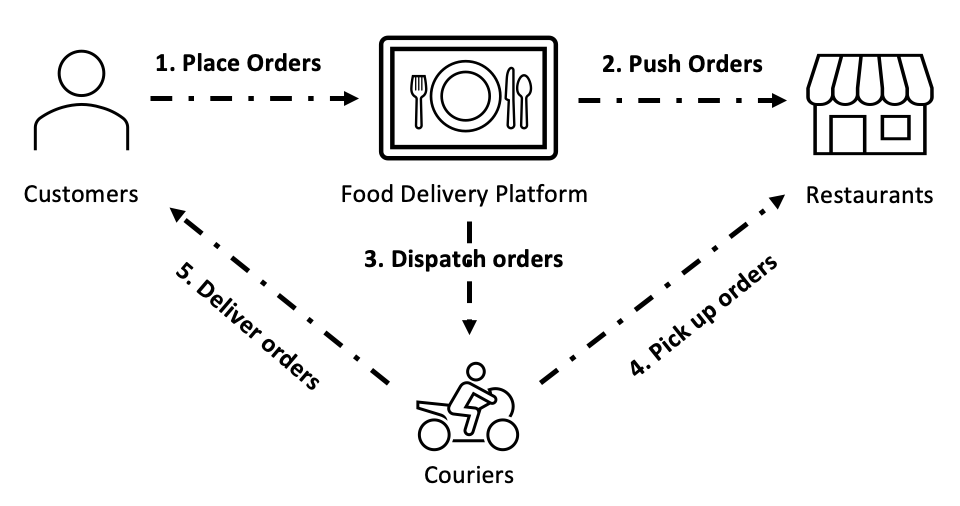 1. Place Orders
2. Push Orders
Customers
Food Delivery Platform
Restaurants
3. Dispatch orders
5. Deliver orders
4. Pick up orders
Couriers